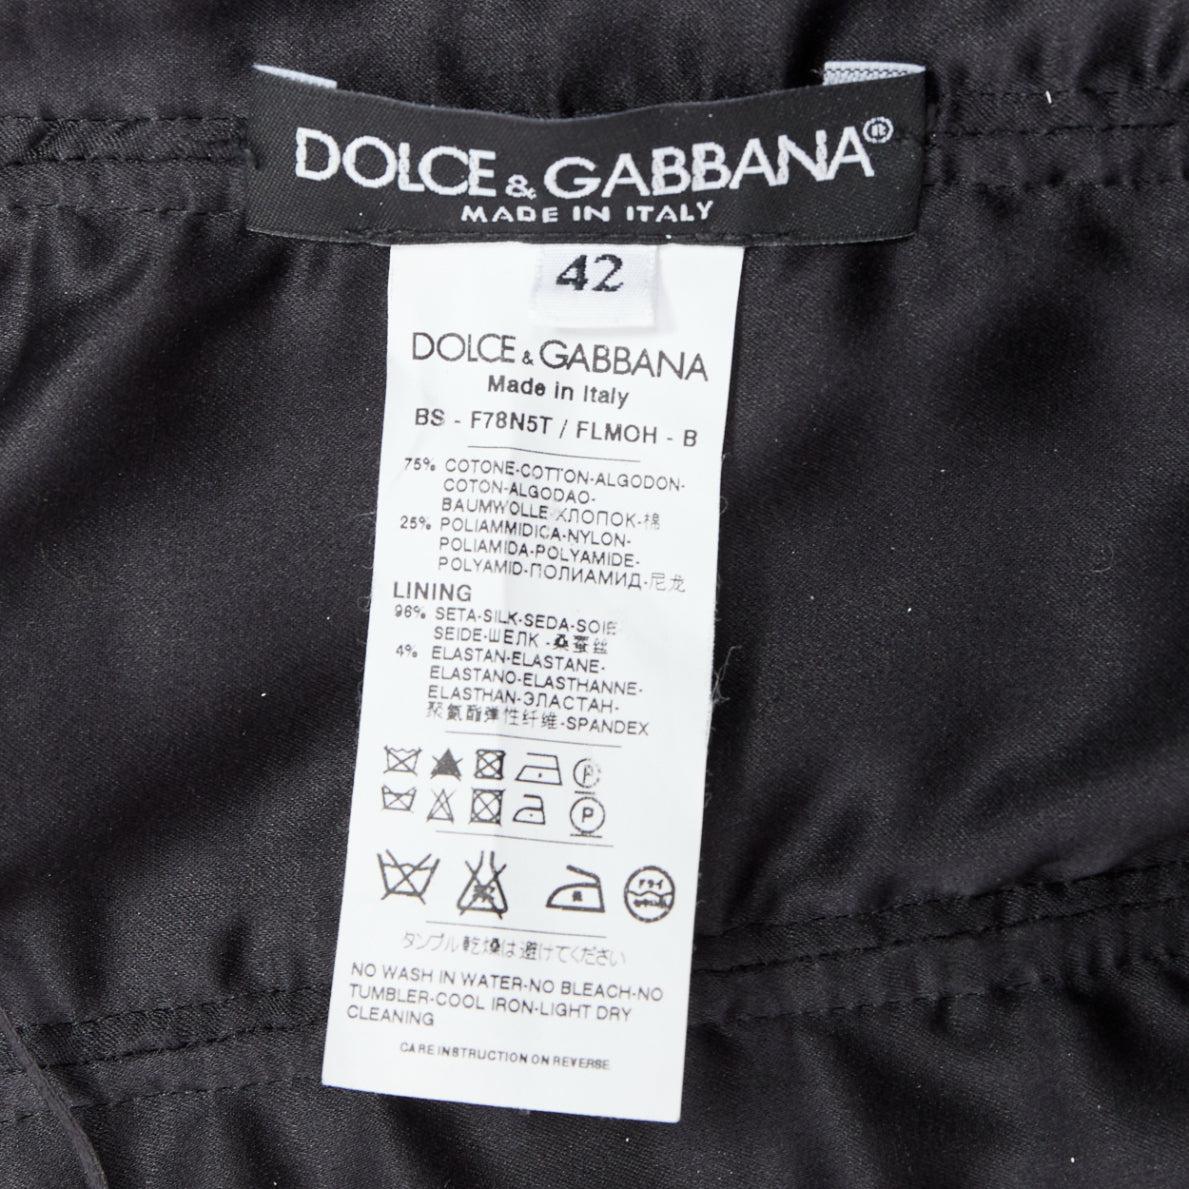 DOLCE & GABBANA®
MADE IN ITALY
42
DOLCE & GABBANA
Made in Italy
BS - F78N5T / FLMOH - B
75% COTONE-COTTON-ALGODON-
COTON-ALGODAO-
BAUMWOLLE-ХЛОПОК-棉
25% POLIAMMIDICA-NYLON-
POLIAMIDA-POLYAMIDE-
POLYAMID-ПОЛИАМИД-尼龙
LINING
96% SETA-SILK-SEDA-SOIE
SEIDE-ШЕЛК -桑蚕丝
4% ELASTAN-ELASTANE-
ELASTANO-ELASTHANNE-
ELASTHAN-ЭЛАСТАН-
聚氨酯弹性纤维-SPANDEX
P
P
ドライ
タンブル乾燥は避けてください
NO WASH IN WATER-NO BLEACH-NO
TUMBLER-COOL IRON-LIGHT DRY
CLEANING
CARE INSTRUCTION ON REVERSE